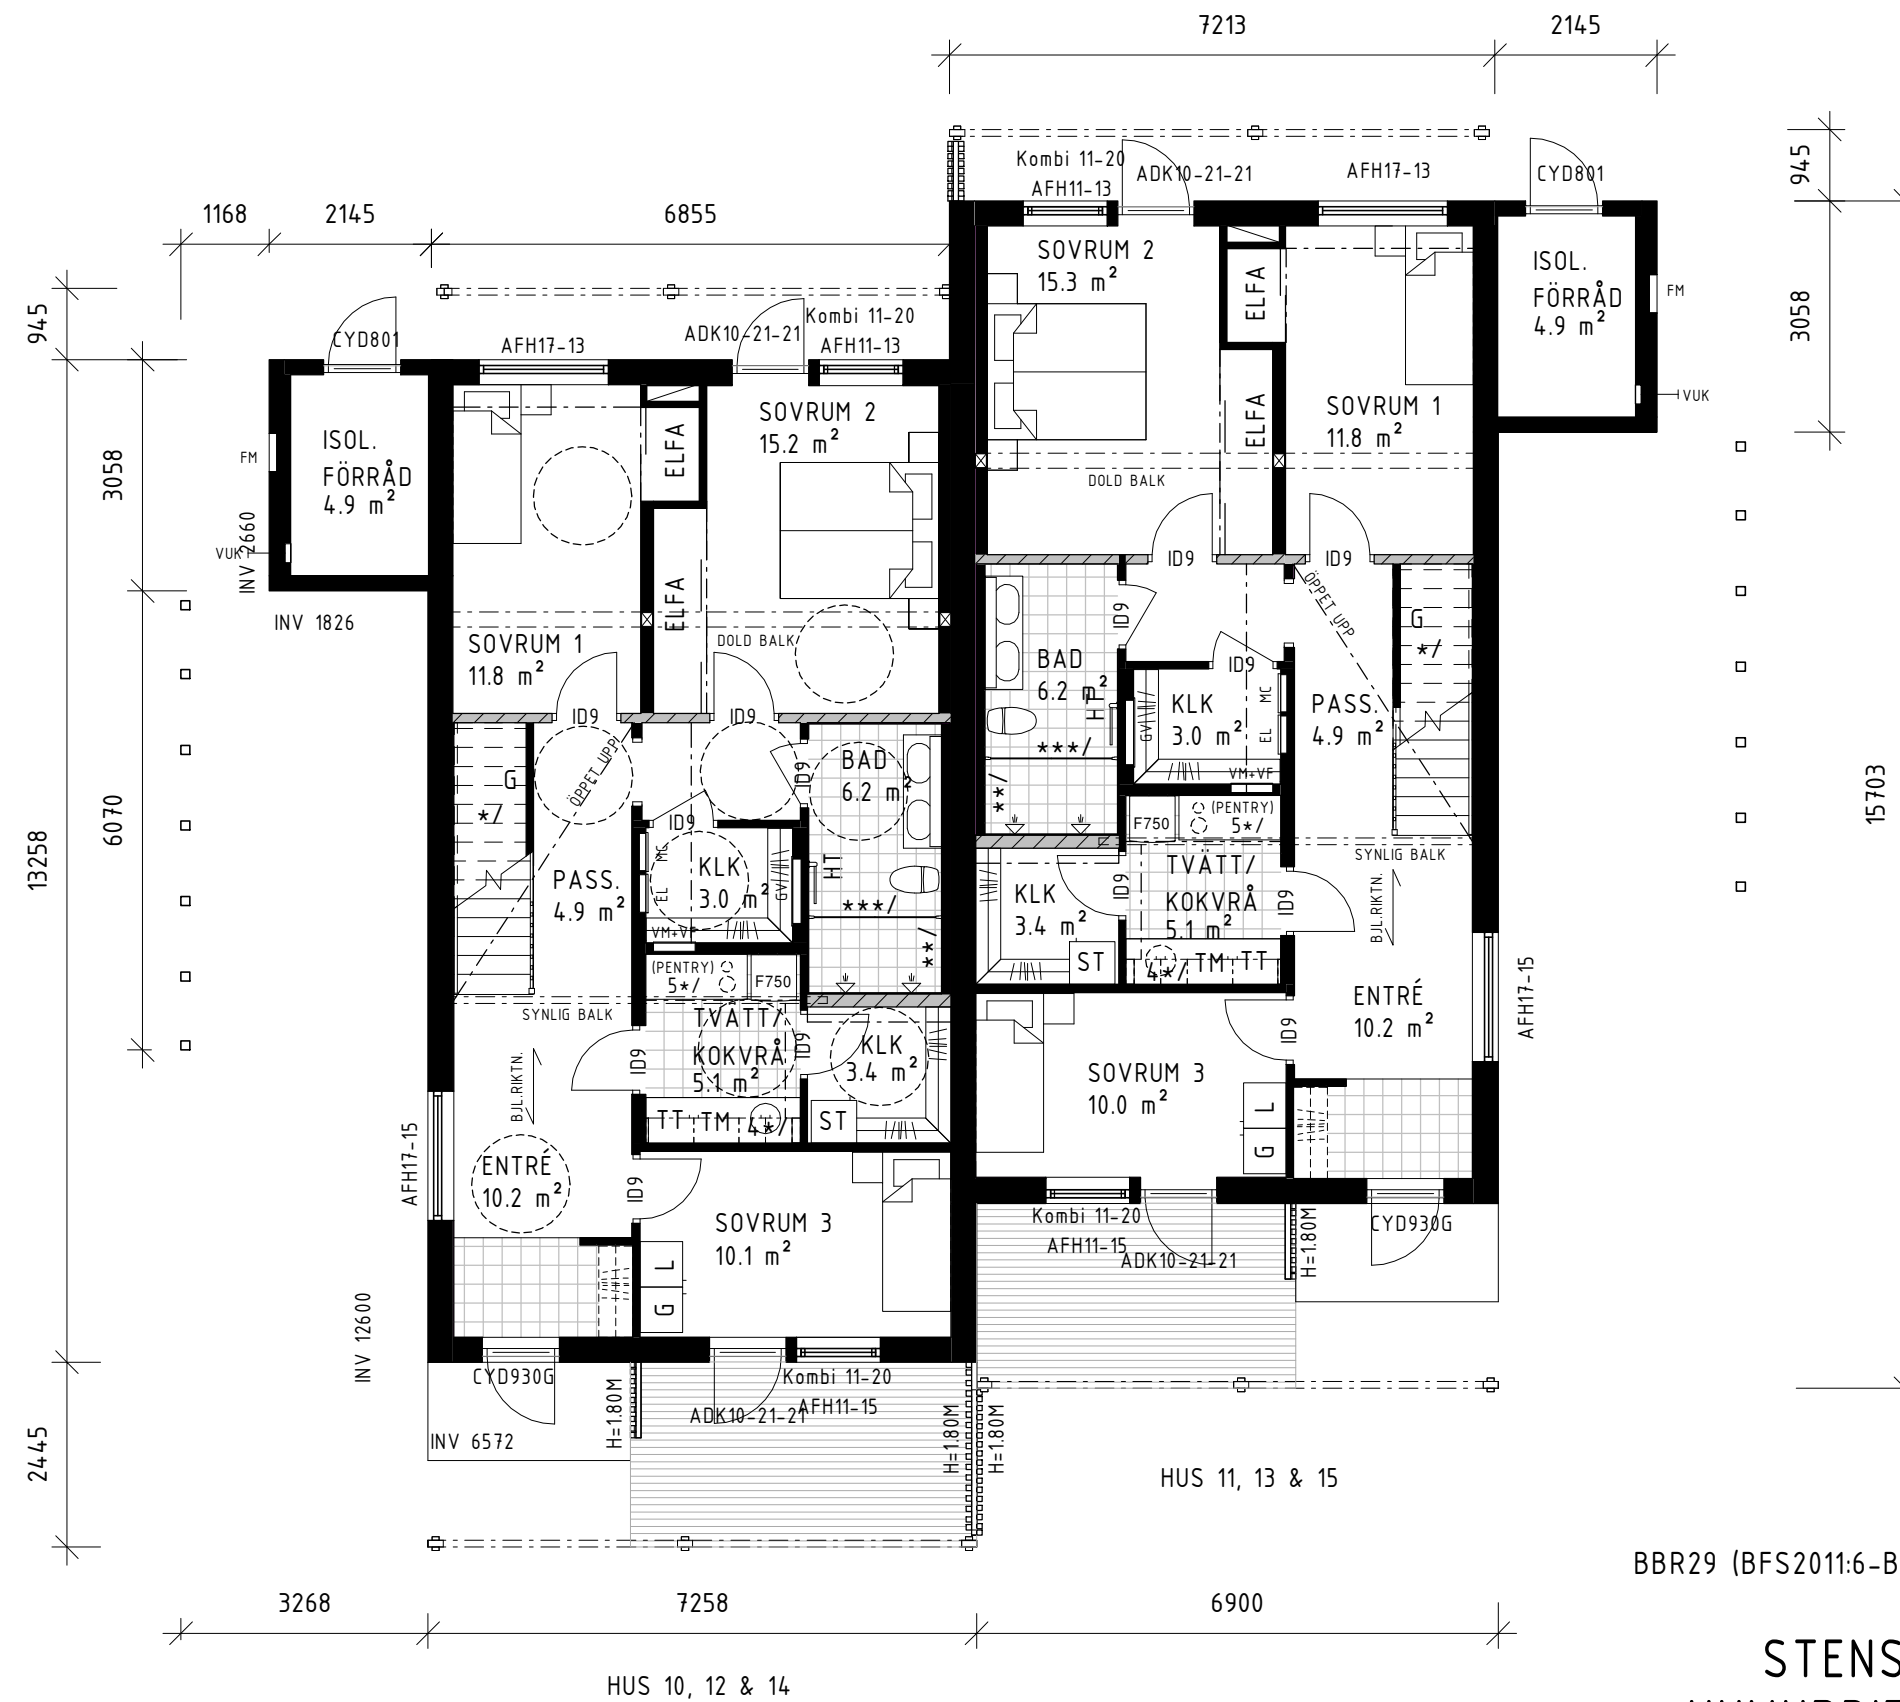 7213
2145
945
Kombi 11-20
AFH11-13
ADK10-21-21
AFH17-13
CYD801
1168
2145
6855
SOVRUM 2
15.3 m²
ELFA
ISOL.
FÖRRÅD
4.9 m²
FM
3058
945
CYD801
AFH17-13
ADK10-21-21
Kombi 11-20
AFH11-13
ELFA
SOVRUM 1
11.8 m²
VUK
SOVRUM 2
15.2 m²
ISOL.
FÖRRÅD
4.9 m²
FM
3058
ELFA
DOLD BALK
INV 2660
VUK
ID9
ID9
INV 1826
ELFA
DOLD BALK
SOVRUM 1
11.8 m²
ÖPPET UPP
G
*/
ID9
BAD
6.2 m²
HT
ID9
KLK
3.0 m²
GV
MC
EL
PASS.
4.9 m²
***/
**/
VM+VF
ID9
ID9
G
*/
ÖPPET UPP
ID9
BAD
6.2 m²
F750
(PENTRY)
5*/
15703
6070
13258
ID9
MC
EL
KLK
3.0 m²
GV
HT
***/
**/
PASS.
4.9 m²
SYNLIG BALK
TVÄTT/
KOKVRÅ
5.1 m²
ID9
KLK
3.4 m²
ST
4*/
TM
TT
ID9
BJL.RIKTN.
AFH17-15
(PENTRY)
5*/
F750
SYNLIG BALK
ENTRÉ
10.2 m²
TVÄTT/
KOKVRÅ
5.1 m²
ID9
ID9
KLK
3.4 m²
ST
TT
TM
4*/
BJL.RIKTN.
ID9
SOVRUM 3
10.0 m²
L
G
AFH17-15
ENTRÉ
10.2 m²
ID9
SOVRUM 3
10.1 m²
L
G
Kombi 11-20
AFH11-15
ADK10-21-21
H=1.80M
CYD930G
INV 12600
CYD930G
H=1.80M
Kombi 11-20
ADK10-21-21
AFH11-15
INV 6572
H=1.80M
H=1.80M
2445
HUS 11, 13 & 15
BBR29 (BFS2011:6-B
3268
7258
6900
STENS
HUS 10, 12 & 14